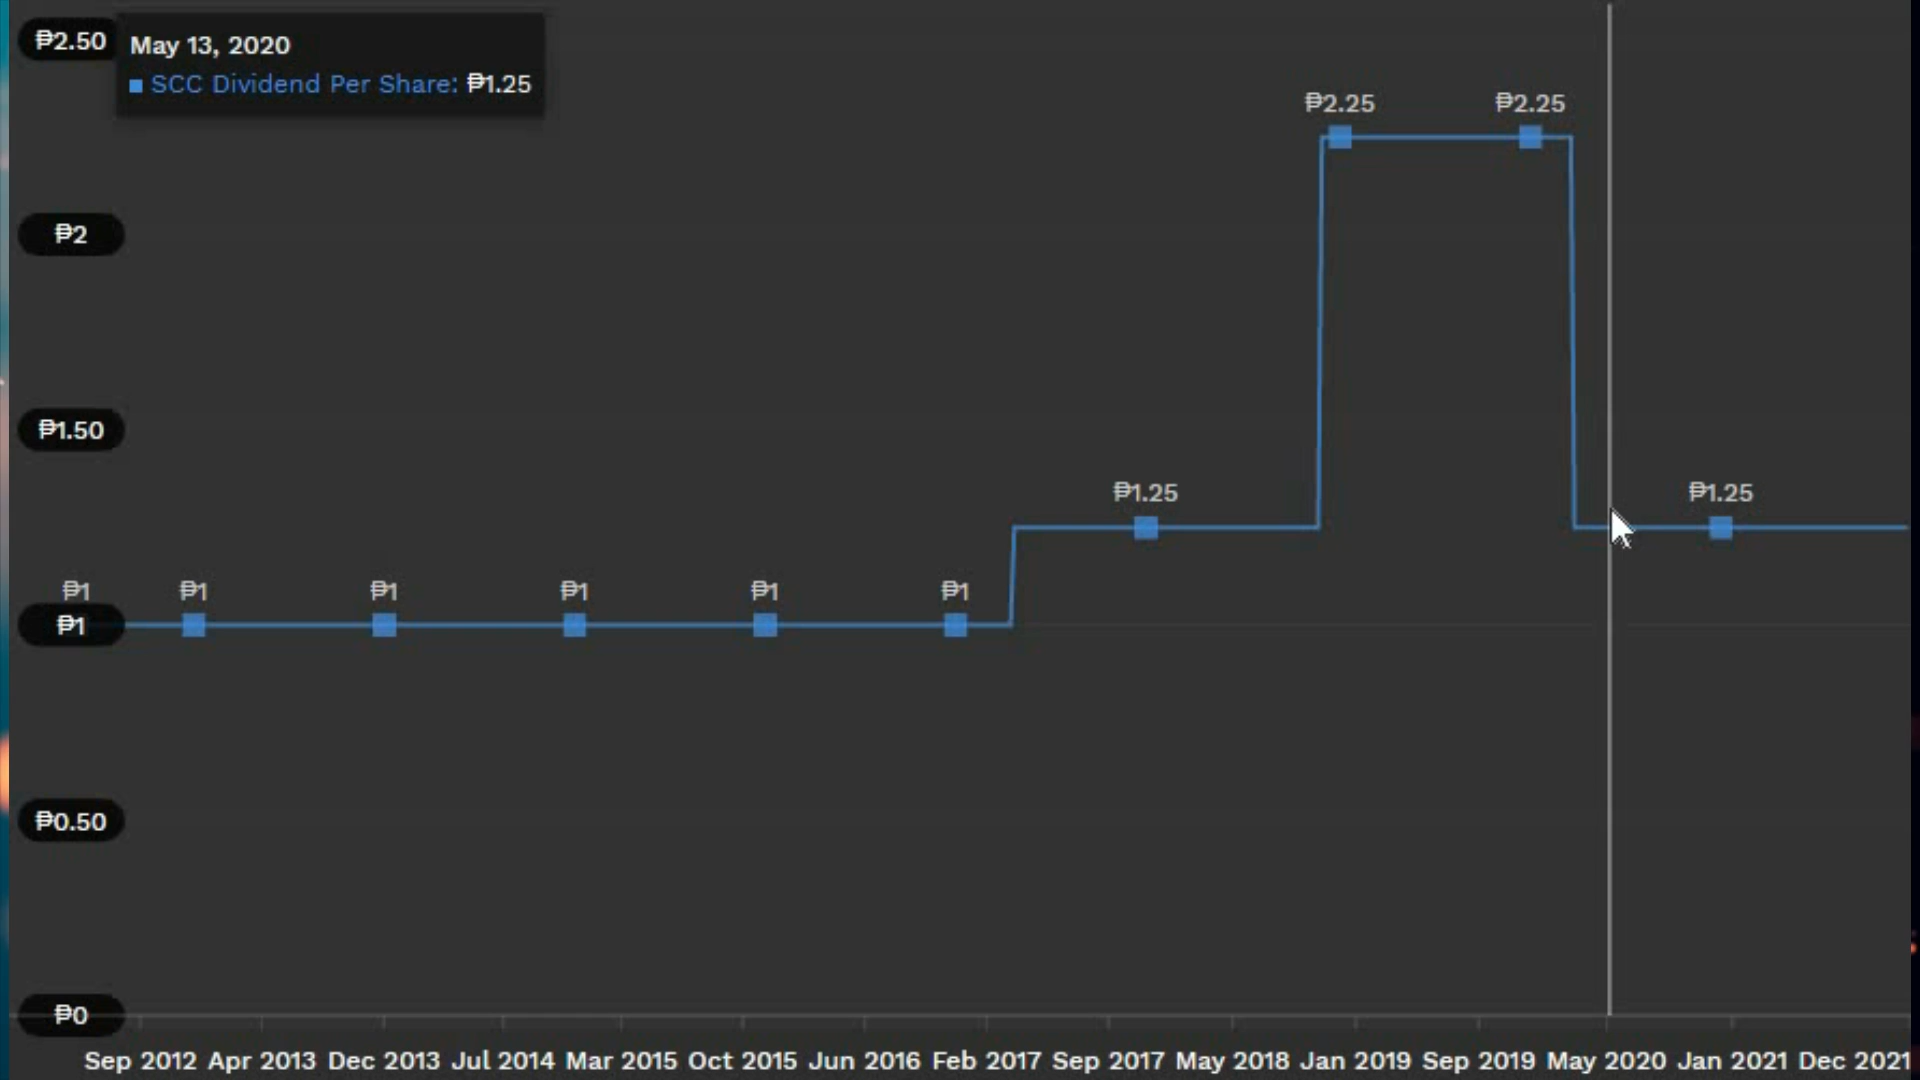 ₱2.50
May 13, 2020
SCC Dividend Per Share: ₱1.25
₱2.25 ₱2.25
₱2
₱1.50
₱1.25 ₱1.25
₱1 ₱1 ₱1 ₱1 ₱1 ₱1
₱1
₱0.50
₱0
Sep 2012 Apr 2013 Dec 2013 Jul 2014 Mar 2015 Oct 2015 Jun 2016 Feb 2017 Sep 2017 May 2018 Jan 2019 Sep 2019 May 2020 Jan 2021 Dec 2021